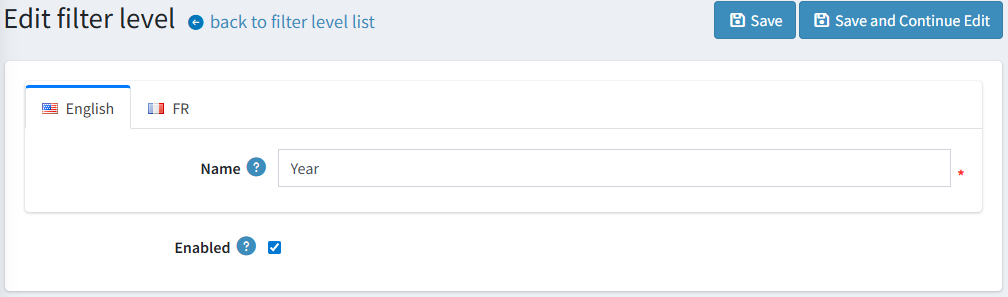 Edit filter level back to filter level list Save Save and Continue Edit
English FR
Name ? Year *
Enabled ?